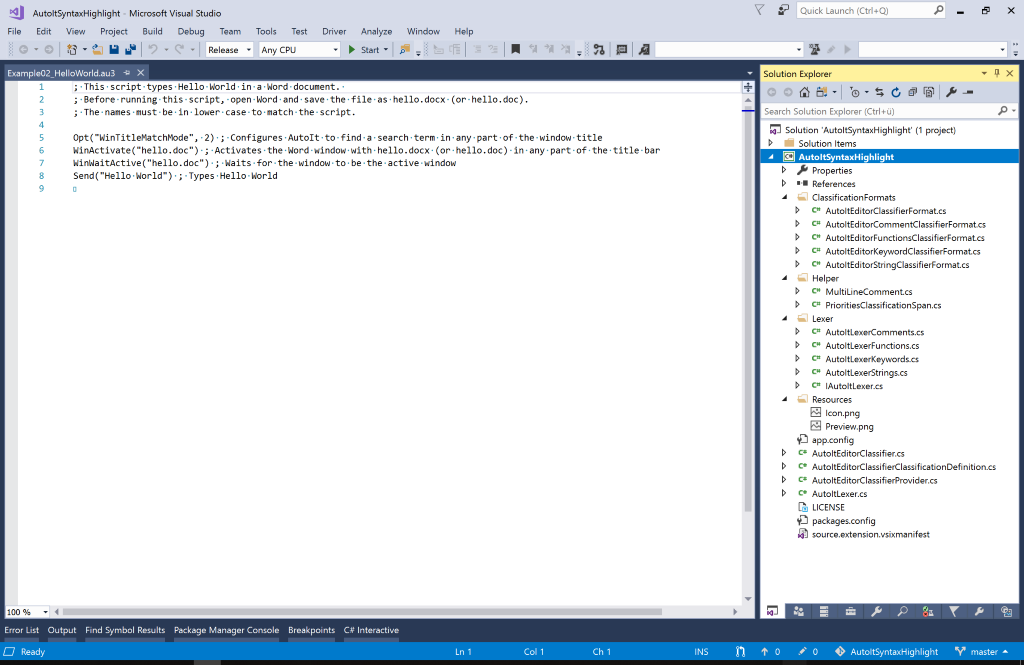 AutoItSyntaxHighlight - Microsoft Visual Studio
Quick Launch (Ctrl+Q)
File Edit View Project Build Debug Team Tools Test Driver Analyze Window Help
Release Any CPU Start
Example02_HelloWorld.au3
1 ; This script types Hello World in a Word document.
2 ; Before running this script, open Word and save the file as hello.docx (or hello.doc).
3 ; The names must be in lower case to match the script.
4
5 Opt("WinTitleMatchMode", 2) ; Configures AutoIt to find a search term in any part of the window title
6 WinActivate("hello.doc") ; Activates the Word window with hello.docx (or hello.doc) in any part of the title bar
7 WinWaitActive("hello.doc") ; Waits for the window to be the active window
8 Send("Hello World") ; Types Hello World
9
100 %
Solution Explorer
Search Solution Explorer (Ctrl+ü)
Solution 'AutoItSyntaxHighlight' (1 project)
Solution Items
C# AutoItSyntaxHighlight
Properties
References
ClassificationFormats
C# AutoItEditorClassifierFormat.cs
C# AutoItEditorCommentClassifierFormat.cs
C# AutoItEditorFunctionsClassifierFormat.cs
C# AutoItEditorKeywordClassifierFormat.cs
C# AutoItEditorStringClassifierFormat.cs
Helper
C# MultiLineComment.cs
C# PrioritiesClassificationSpan.cs
Lexer
C# AutoItLexerComments.cs
C# AutoItLexerFunctions.cs
C# AutoItLexerKeywords.cs
C# AutoItLexerStrings.cs
C# IAutoItLexer.cs
Resources
Icon.png
Preview.png
app.config
C# AutoItEditorClassifier.cs
C# AutoItEditorClassifierClassificationDefinition.cs
C# AutoItEditorClassifierProvider.cs
C# AutoItLexer.cs
LICENSE
packages.config
source.extension.vsixmanifest
Error List Output Find Symbol Results Package Manager Console Breakpoints C# Interactive
Ready Ln 1 Col 1 Ch 1 INS 0 0 AutoItSyntaxHighlight master